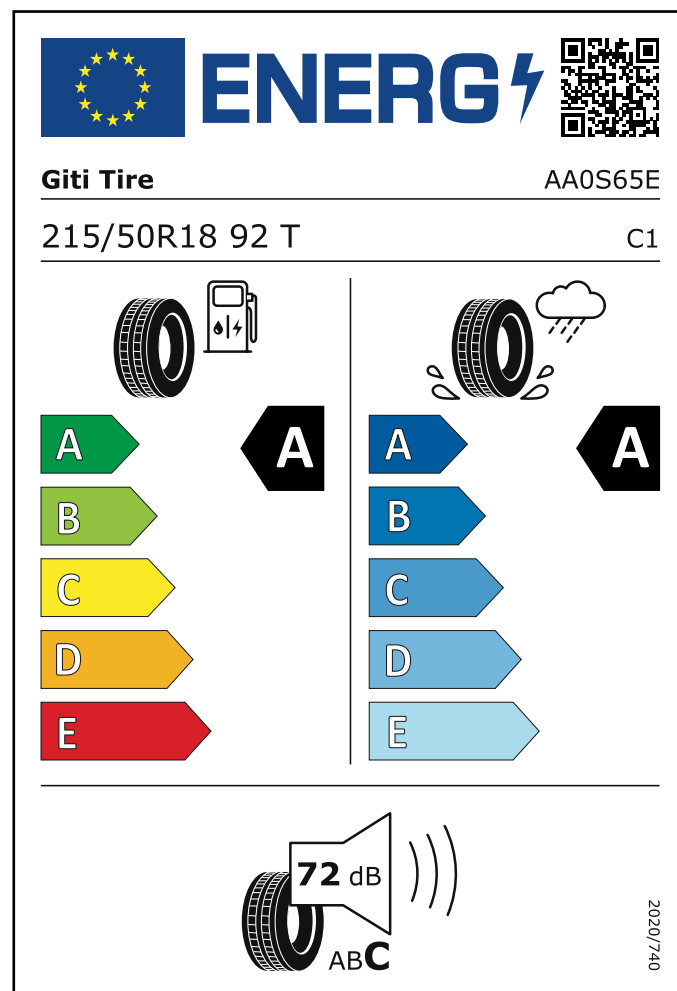 ENERG
Giti Tire AA0S65E
215/50R18 92 T C1
A A A A
B B
C C
D D
E E
72 dB
ABC
2020/740